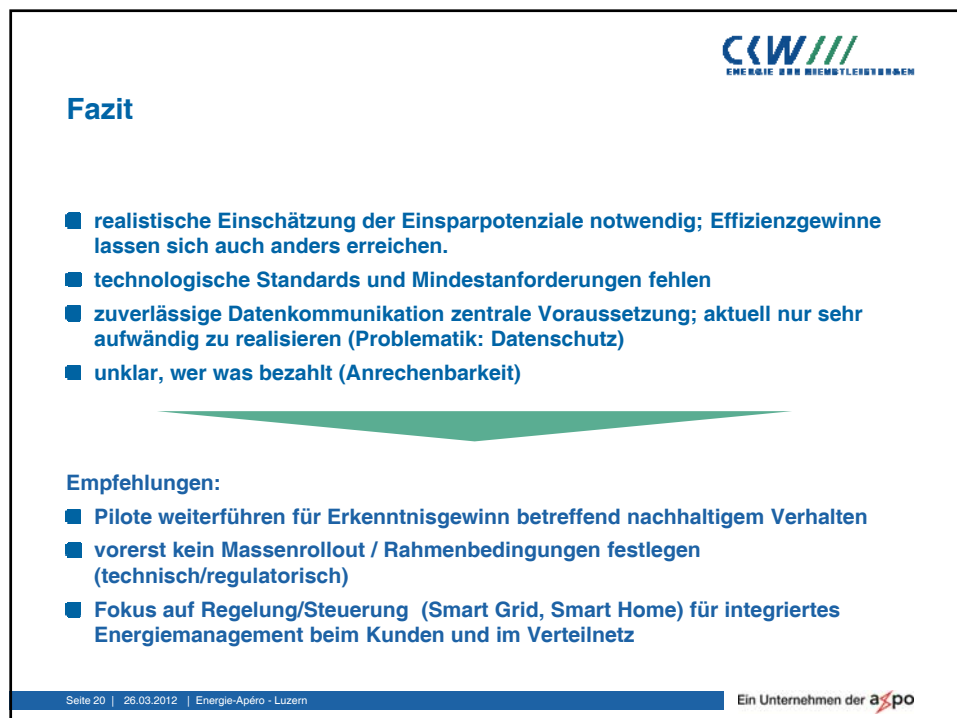 CKW///
ENERGIE UND DIENSTLEISTUNGEN
Fazit
realistische Einschätzung der Einsparpotenziale notwendig; Effizienzgewinne
lassen sich auch anders erreichen.
technologische Standards und Mindestanforderungen fehlen
zuverlässige Datenkommunikation zentrale Voraussetzung; aktuell nur sehr
aufwändig zu realisieren (Problematik: Datenschutz)
unklar, wer was bezahlt (Anrechenbarkeit)
Empfehlungen:
Pilote weiterführen für Erkenntnisgewinn betreffend nachhaltigem Verhalten
vorerst kein Massenrollout / Rahmenbedingungen festlegen
(technisch/regulatorisch)
Fokus auf Regelung/Steuerung (Smart Grid, Smart Home) für integriertes
Energiemanagement beim Kunden und im Verteilnetz
Seite 20 | 26.03.2012 | Energie-Apéro - Luzern
Ein Unternehmen der axpo